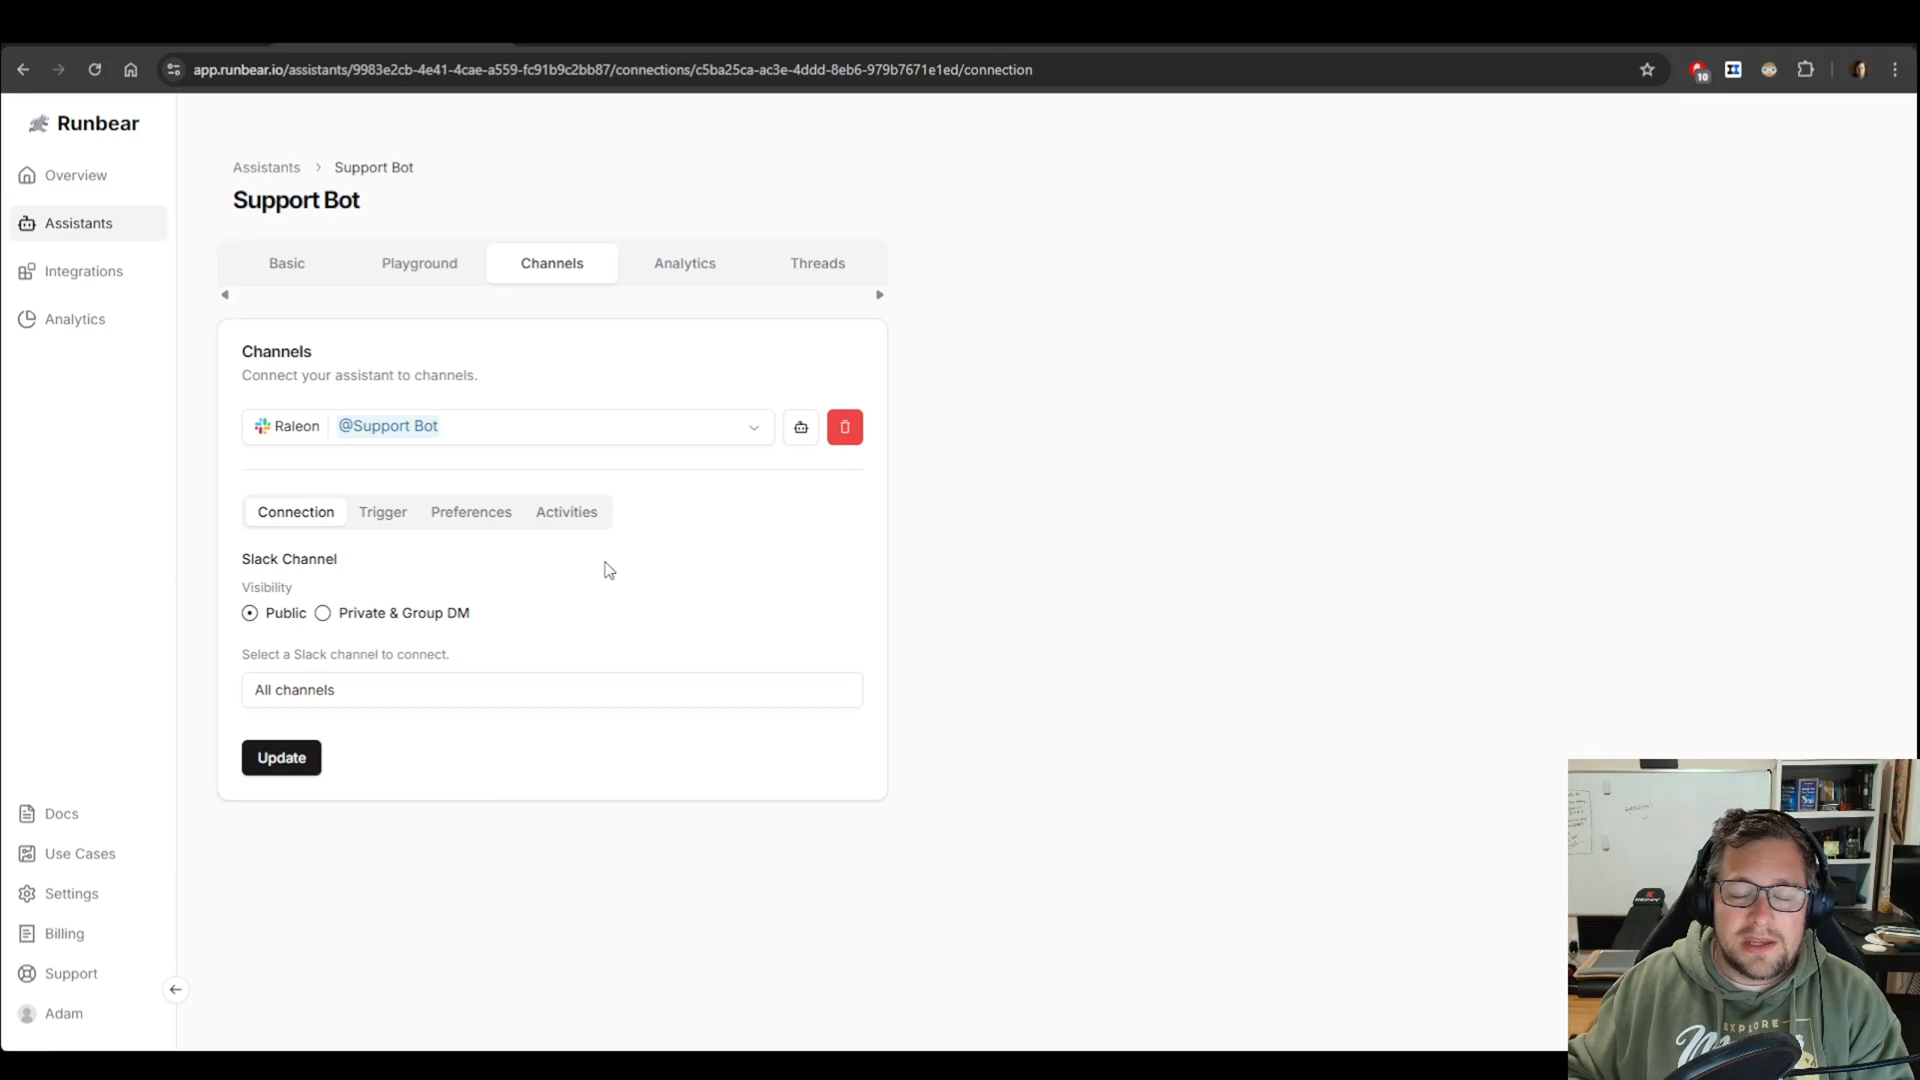 app.runbear.io/assistants/9983e2cb-4e41-4cae-a559-fc91b9c2bb87/connections/c5ba25ca-ac3e-4ddd-8eb6-979b7671e1ed/connection
10
Runbear
Overview
Assistants
Integrations
Analytics
Docs
Use Cases
Settings
Billing
Support
Adam
Assistants > Support Bot
Support Bot
Basic Playground Channels Analytics Threads
Channels
Connect your assistant to channels.
Raleon @Support Bot
Connection Trigger Preferences Activities
Slack Channel
Visibility
Public Private & Group DM
Select a Slack channel to connect.
All channels
Update
EXPLORE